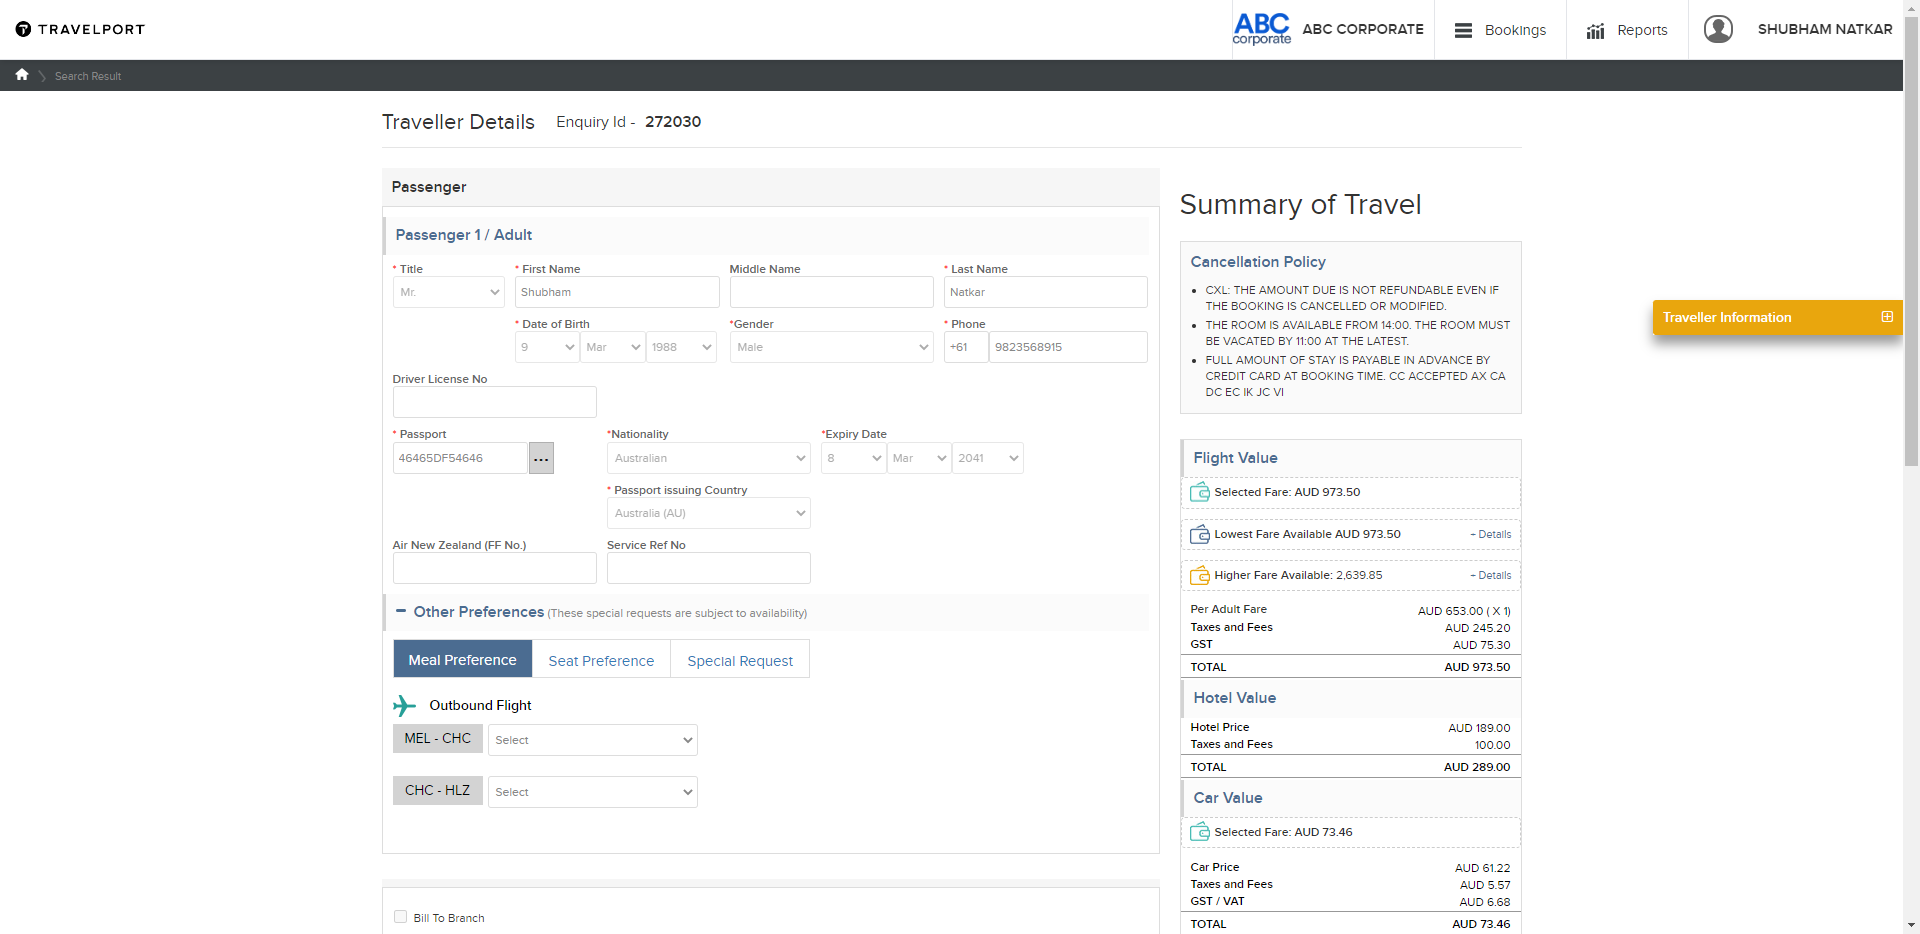 TRAVELPORT
ABC
corporate
ABC CORPORATE
Bookings
Reports
SHUBHAM NATKAR
Search Result
Traveller Details
Enquiry Id - 272030
Passenger
Passenger 1 / Adult
* Title
* First Name
Middle Name
* Last Name
Mr.
Shubham
Natkar
* Date of Birth
*Gender
* Phone
9
Mar
1988
Male
+61
9823568915
Driver License No
* Passport
*Nationality
*Expiry Date
46465DF54646
...
Australian
8
Mar
2041
* Passport issuing Country
Australia (AU)
Air New Zealand (FF No.)
Service Ref No
Other Preferences (These special requests are subject to availability)
Meal Preference
Seat Preference
Special Request
Outbound Flight
MEL - CHC
Select
CHC - HLZ
Select
Bill To Branch
Summary of Travel
Cancellation Policy
• CXL: THE AMOUNT DUE IS NOT REFUNDABLE EVEN IF
THE BOOKING IS CANCELLED OR MODIFIED.
• THE ROOM IS AVAILABLE FROM 14:00. THE ROOM MUST
BE VACATED BY 11:00 AT THE LATEST.
• FULL AMOUNT OF STAY IS PAYABLE IN ADVANCE BY
CREDIT CARD AT BOOKING TIME. CC ACCEPTED AX CA
DC EC IK JC VI
Flight Value
Selected Fare: AUD 973.50
Lowest Fare Available AUD 973.50
+ Details
Higher Fare Available: 2,639.85
+ Details
Per Adult Fare AUD 653.00 ( X 1)
Taxes and Fees AUD 245.20
GST AUD 75.30
TOTAL AUD 973.50
Hotel Value
Hotel Price AUD 189.00
Taxes and Fees 100.00
TOTAL AUD 289.00
Car Value
Selected Fare: AUD 73.46
Car Price AUD 61.22
Taxes and Fees AUD 5.57
GST / VAT AUD 6.68
TOTAL AUD 73.46
Traveller Information